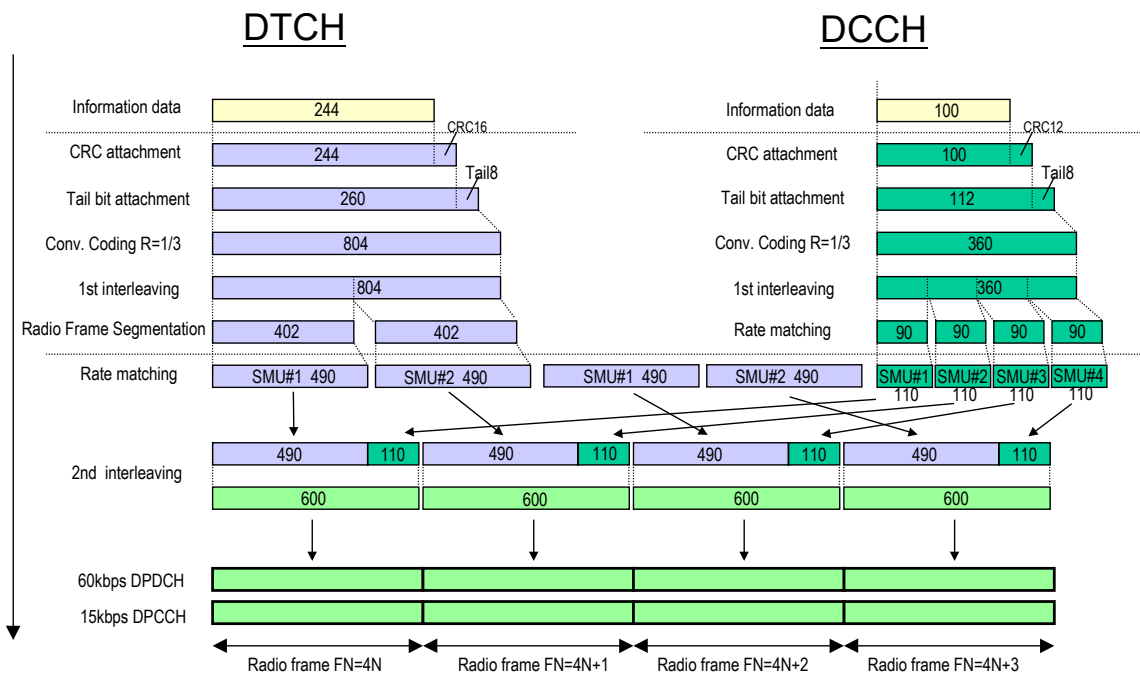 DTCH DCCH
Information data 244 Information data 100
CRC16 CRC12
CRC attachment 244 CRC attachment 100
Tail8 Tail8
Tail bit attachment 260 Tail bit attachment 112
Conv. Coding R=1/3 804 Conv. Coding R=1/3 360
1st interleaving 804 1st interleaving 360
Radio Frame Segmentation 402 402 Rate matching 90 90 90 90
Rate matching SMU#1 490 SMU#2 490 SMU#1 490 SMU#2 490 SMU#1 SMU#2 SMU#3 SMU#4
110 110 110 110
490 110 490 110 490 110 490 110
2nd interleaving
600 600 600 600
60kbps DPDCH
15kbps DPCCH
Radio frame FN=4N Radio frame FN=4N+1 Radio frame FN=4N+2 Radio frame FN=4N+3